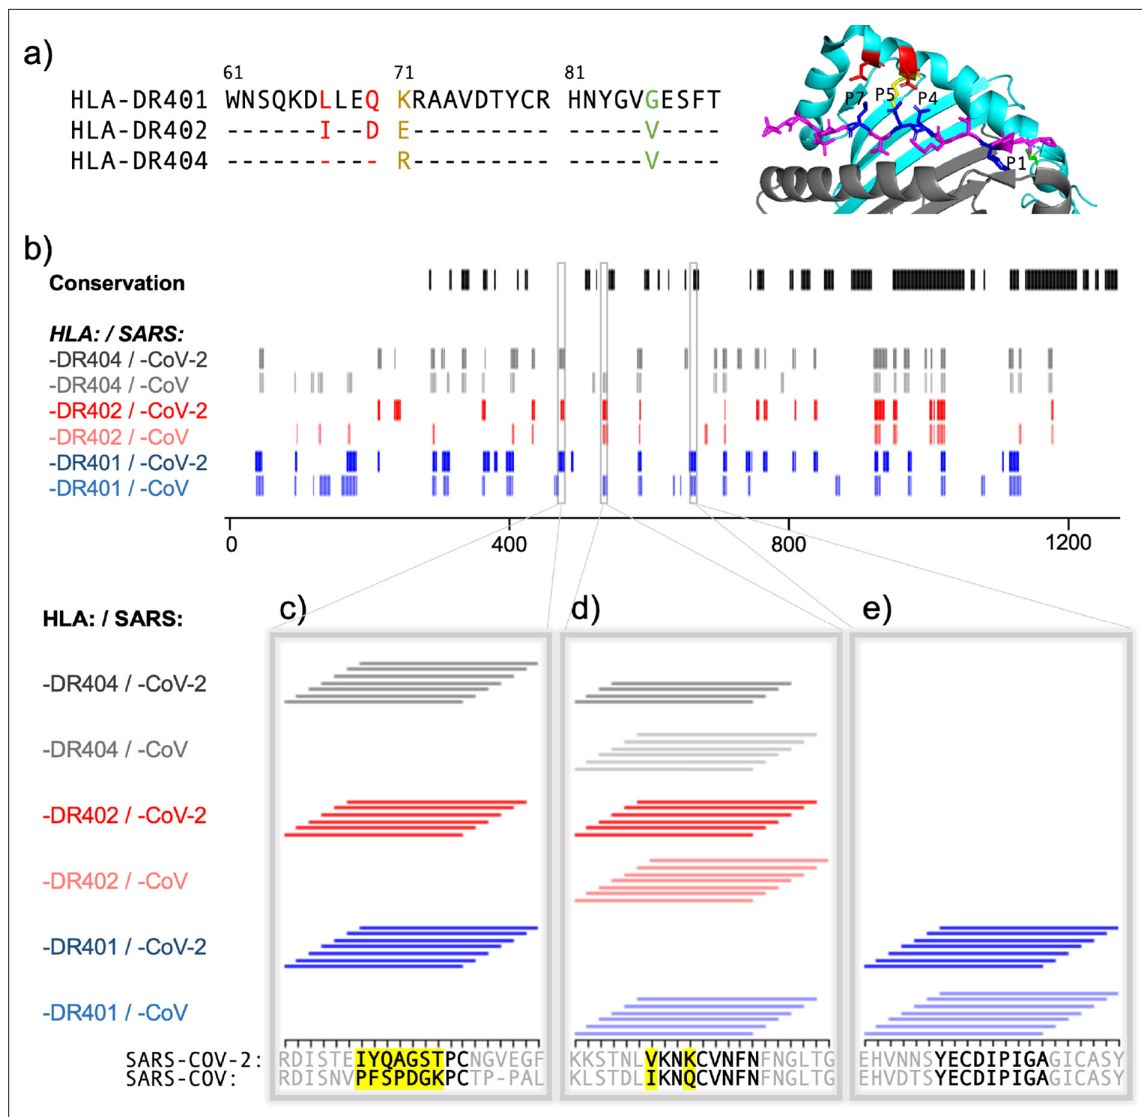 a)
61 71 81
HLA-DR401 WNSQKDLLEQ KRAAVDTYCR HNYGVGESFT
HLA-DR402 ------I--D E--------- -----V----
HLA-DR404 ------ - - - R--------- -----V----
P7 P5 P4
P1
b)
Conservation
HLA: / SARS:
-DR404 / -CoV-2
-DR404 / -CoV
-DR402 / -CoV-2
-DR402 / -CoV
-DR401 / -CoV-2
-DR401 / -CoV
0 400 800 1200
HLA: / SARS: c) d) e)
-DR404 / -CoV-2
-DR404 / -CoV
-DR402 / -CoV-2
-DR402 / -CoV
-DR401 / -CoV-2
-DR401 / -CoV
SARS-COV-2: RDISTEIYQAGSTPCNGVEGF KKSTNLVKNKCVNFNFNGLTG EHVNNSYECDIPIGAGICASY
SARS-COV: RDISNVPFSPDGKPCTP-PAL KLSTDLIKNQCVNFNFNGLTG EHVDTSYECDIPIGAGICASY